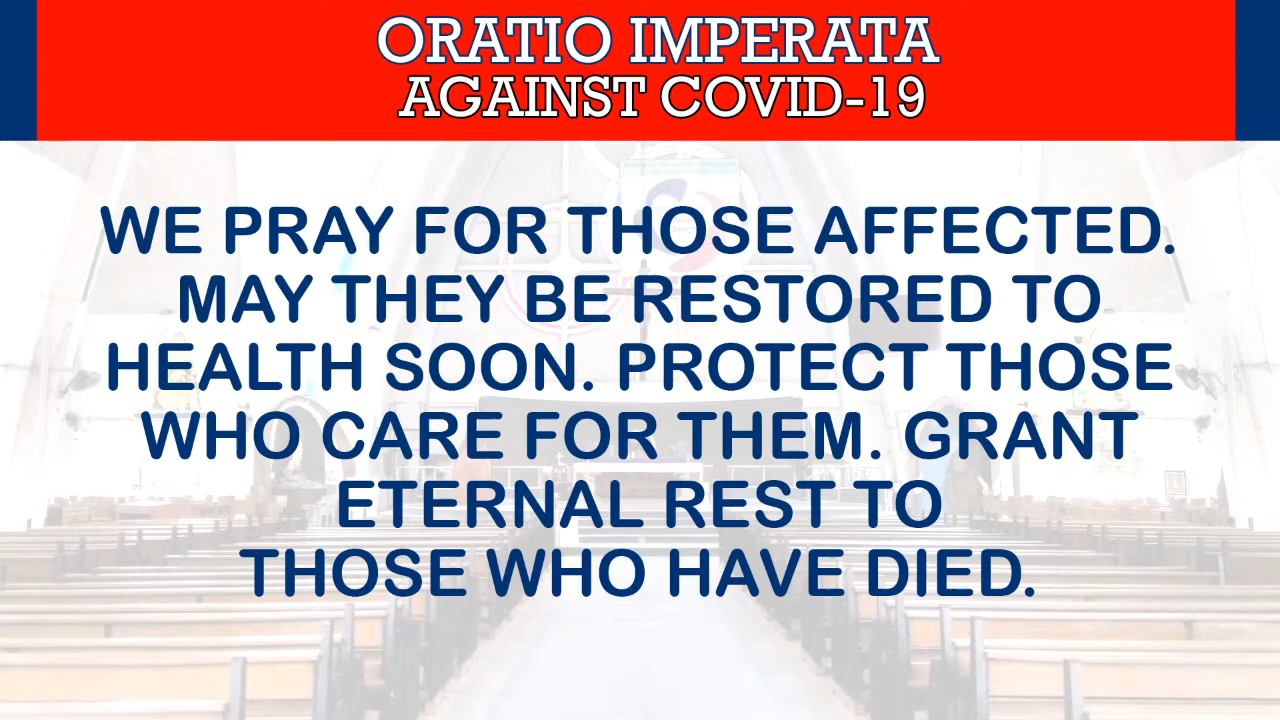 ORATIO IMPERATA
AGAINST COVID-19
WE PRAY FOR THOSE AFFECTED.
MAY THEY BE RESTORED TO
HEALTH SOON. PROTECT THOSE
WHO CARE FOR THEM. GRANT
ETERNAL REST TO
THOSE WHO HAVE DIED.